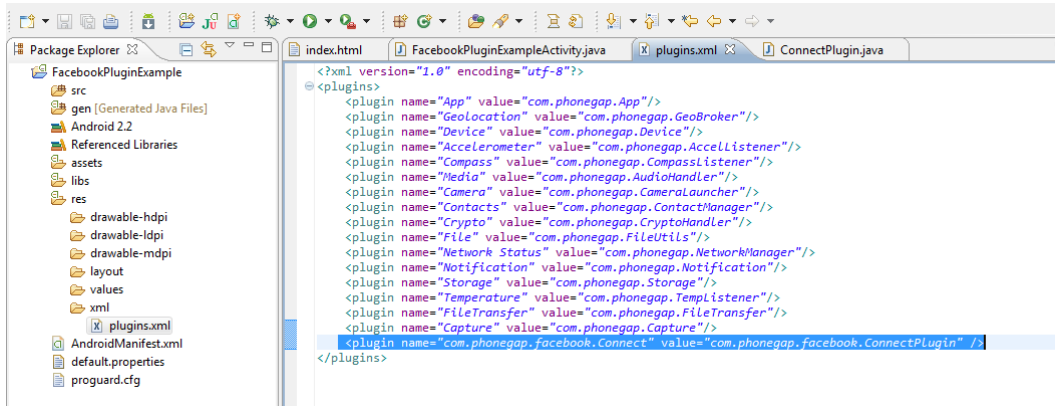 Package Explorer
FacebookPluginExample
src
gen [Generated Java Files]
Android 2.2
Referenced Libraries
assets
libs
res
drawable-hdpi
drawable-ldpi
drawable-mdpi
layout
values
xml
plugins.xml
AndroidManifest.xml
default.properties
proguard.cfg
index.html
FacebookPluginExampleActivity.java
plugins.xml
ConnectPlugin.java
<?xml version="1.0" encoding="utf-8"?>
<plugins>
<plugin name="App" value="com.phonegap.App"/>
<plugin name="Geolocation" value="com.phonegap.GeoBroker"/>
<plugin name="Device" value="com.phonegap.Device"/>
<plugin name="Accelerometer" value="com.phonegap.AccelListener"/>
<plugin name="Compass" value="com.phonegap.CompassListener"/>
<plugin name="Media" value="com.phonegap.AudioHandler"/>
<plugin name="Camera" value="com.phonegap.CameraLauncher"/>
<plugin name="Contacts" value="com.phonegap.ContactManager"/>
<plugin name="Crypto" value="com.phonegap.CryptoHandler"/>
<plugin name="File" value="com.phonegap.FileUtils"/>
<plugin name="Network Status" value="com.phonegap.NetworkManager"/>
<plugin name="Notification" value="com.phonegap.Notification"/>
<plugin name="Storage" value="com.phonegap.Storage"/>
<plugin name="Temperature" value="com.phonegap.TempListener"/>
<plugin name="FileTransfer" value="com.phonegap.FileTransfer"/>
<plugin name="Capture" value="com.phonegap.Capture"/>
<plugin name="com.phonegap.facebook.Connect" value="com.phonegap.facebook.ConnectPlugin" />
</plugins>